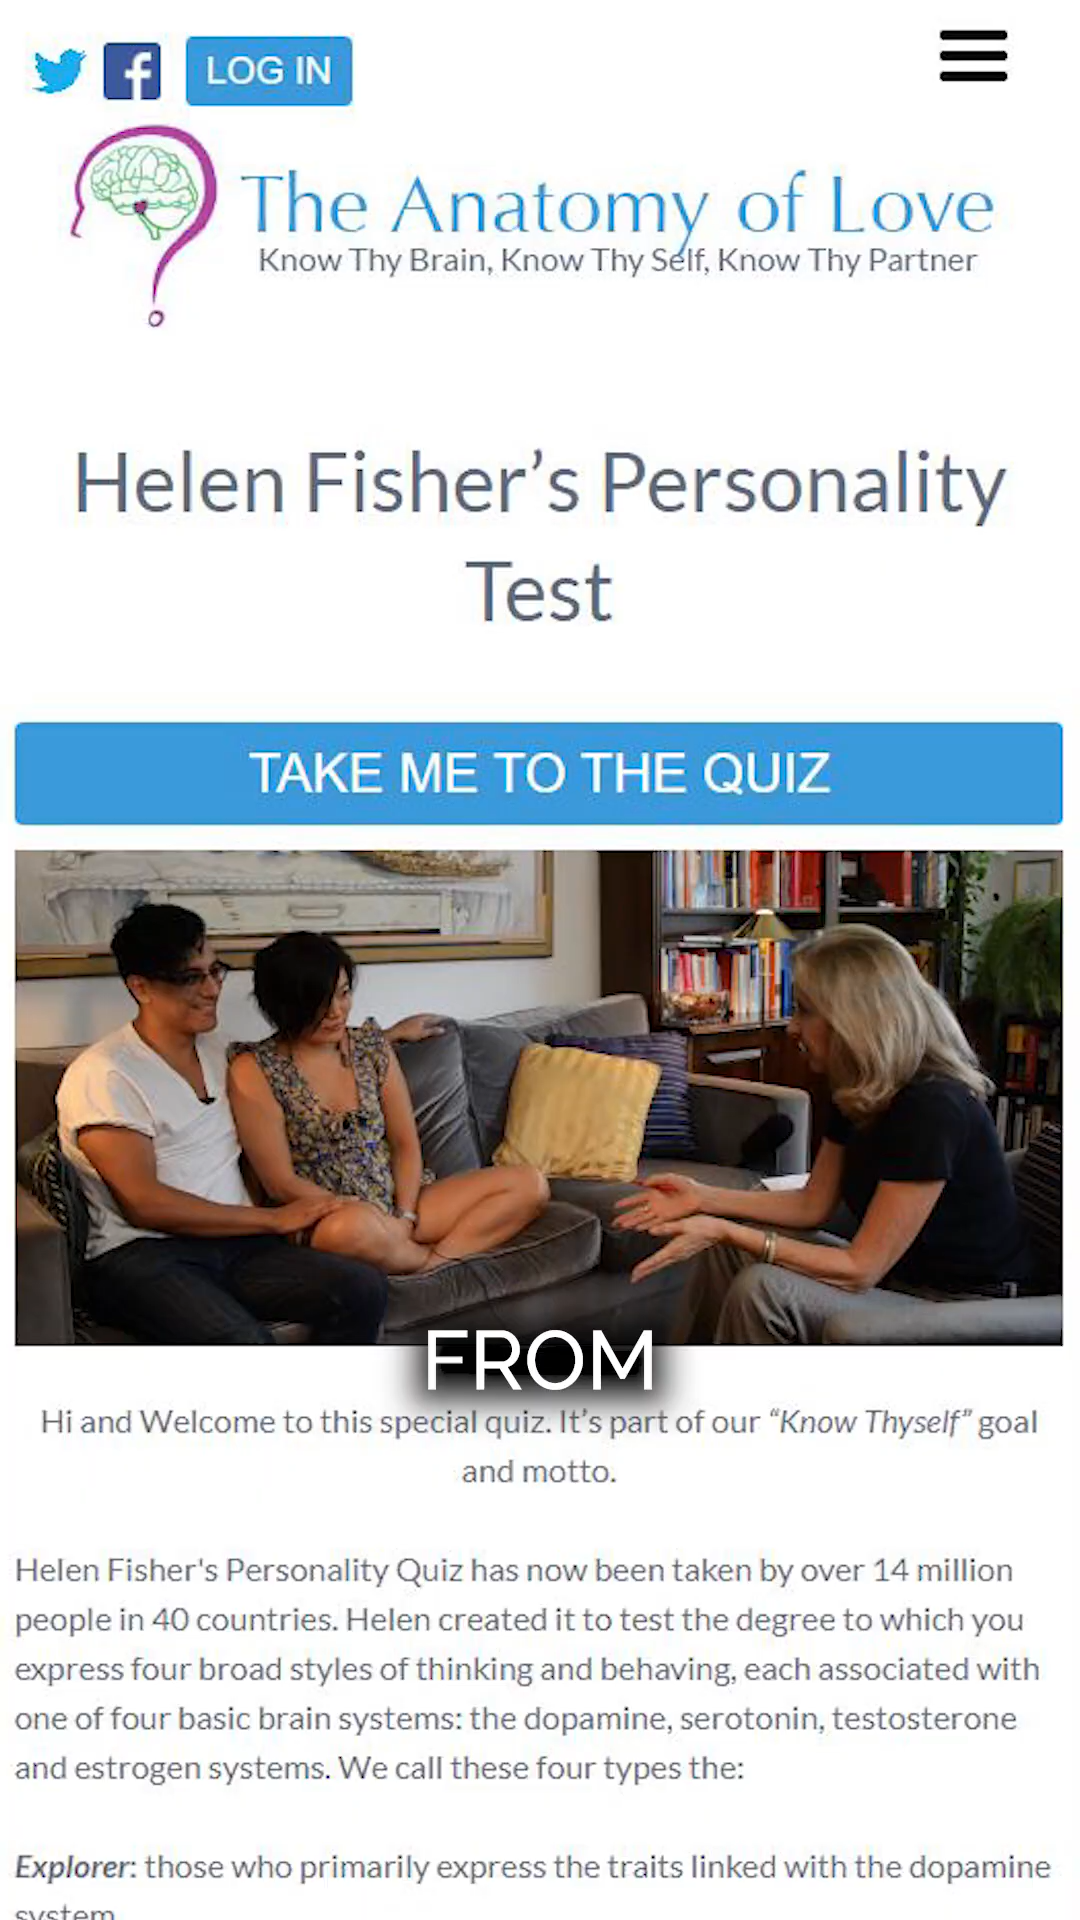 LOG IN
The Anatomy of Love
Know Thy Brain, Know Thy Self, Know Thy Partner
Helen Fisher’s Personality
Test
TAKE ME TO THE QUIZ
FROM
Hi and Welcome to this special quiz. It’s part of our “Know Thyself” goal
and motto.
Helen Fisher's Personality Quiz has now been taken by over 14 million
people in 40 countries. Helen created it to test the degree to which you
express four broad styles of thinking and behaving, each associated with
one of four basic brain systems: the dopamine, serotonin, testosterone
and estrogen systems. We call these four types the:
Explorer: those who primarily express the traits linked with the dopamine
system